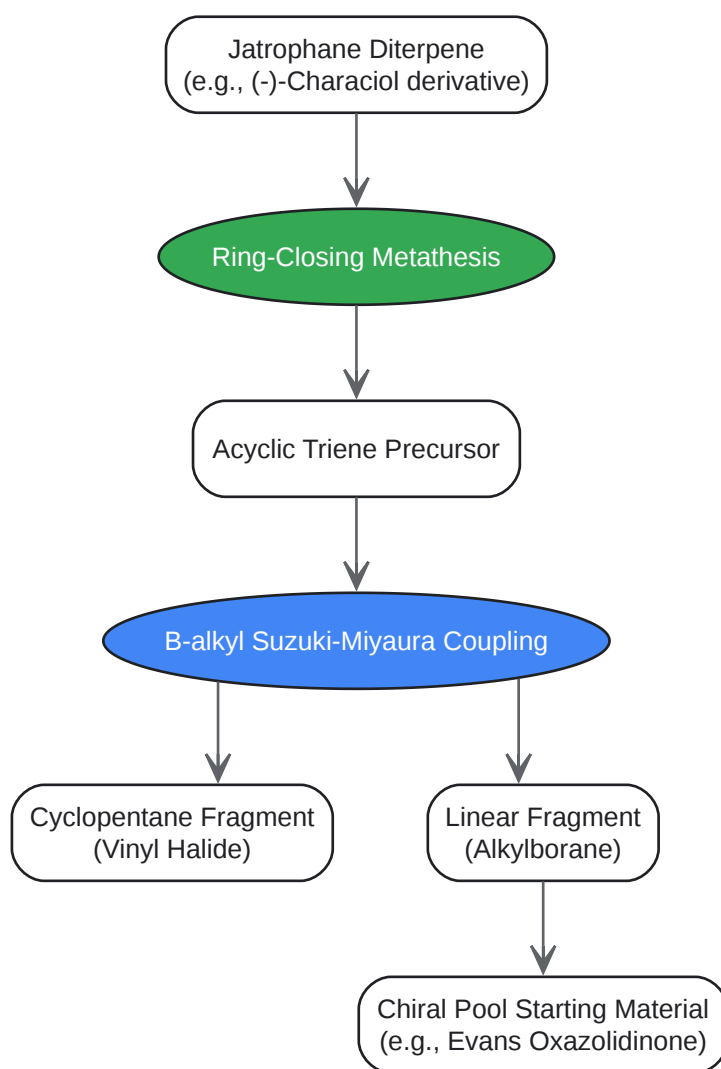 Jatrophane Diterpene
(e.g., (-)-Characiol derivative)
Ring-Closing Metathesis
Acyclic Triene Precursor
B-alkyl Suzuki-Miyaura Coupling
Cyclopentane Fragment
(Vinyl Halide)
Linear Fragment
(Alkylborane)
Chiral Pool Starting Material
(e.g., Evans Oxazolidinone)